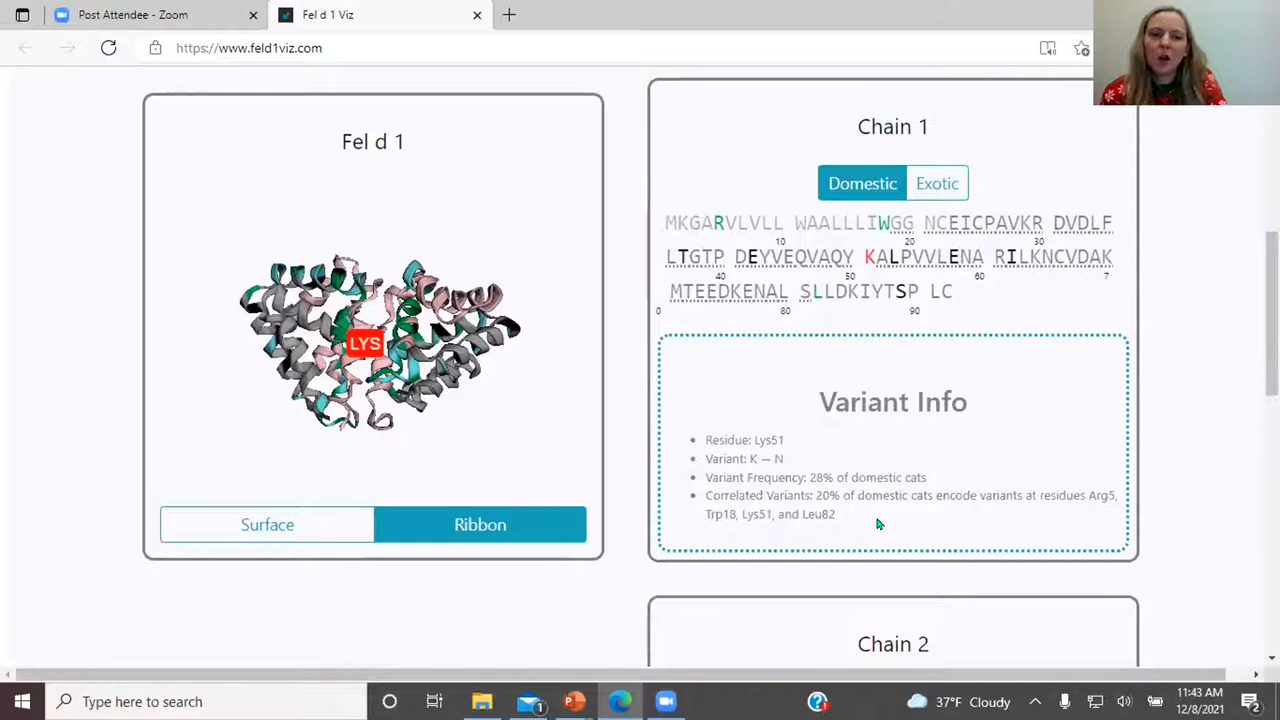 Post Attendee - Zoom
Fel d 1 Viz
https://www.feld1viz.com
Fel d 1
LYS
Surface
Ribbon
Chain 1
Domestic
Exotic
MKGARVLVLL WAALLLIWGG NCEICPAVKR DVDLF
10 20 30
LTGTP DEYVEQVAQY KALPVVLENA RILKNCVDAK
40 50 60 7
MTEEDKENAL SLLDKIYTSP LC
0 80 90
Variant Info
• Residue: Lys51
• Variant: K → N
• Variant Frequency: 28% of domestic cats
• Correlated Variants: 20% of domestic cats encode variants at residues Arg5,
Trp18, Lys51, and Leu82
Chain 2
Type here to search
1
37°F Cloudy
11:43 AM
12/8/2021
2